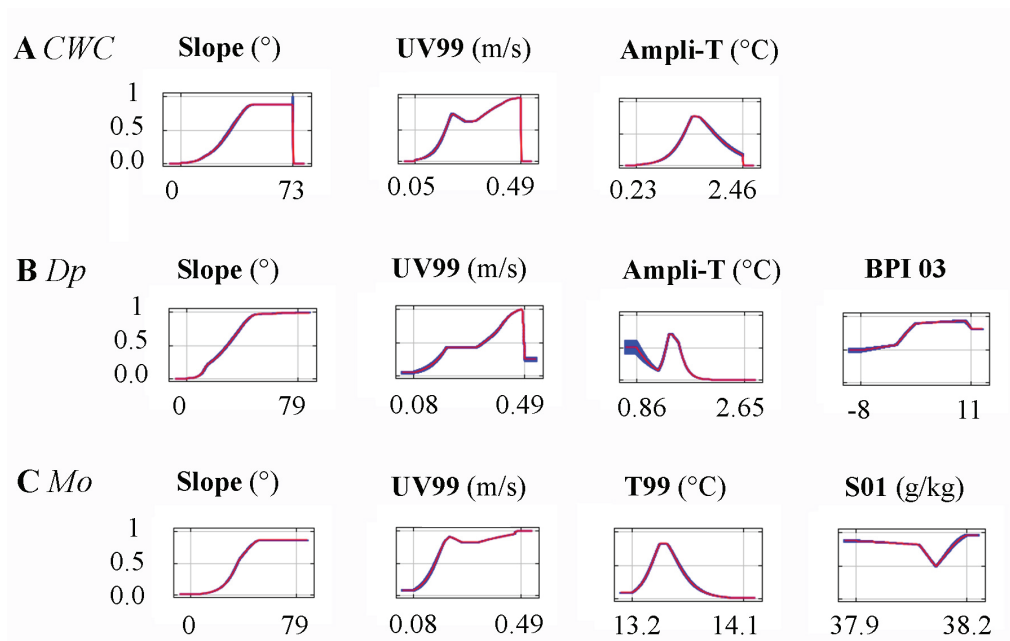 A CWC Slope (°) UV99 (m/s) Ampli-T (°C)
1
0.5
0.0
0 73 0.05 0.49 0.23 2.46
B Dp Slope (°) UV99 (m/s) Ampli-T (°C) BPI 03
1
0.5
0.0
0 79 0.08 0.49 0.86 2.65 -8 11
C Mo Slope (°) UV99 (m/s) T99 (°C) S01 (g/kg)
1
0.5
0.0
0 79 0.08 0.49 13.2 14.1 37.9 38.2